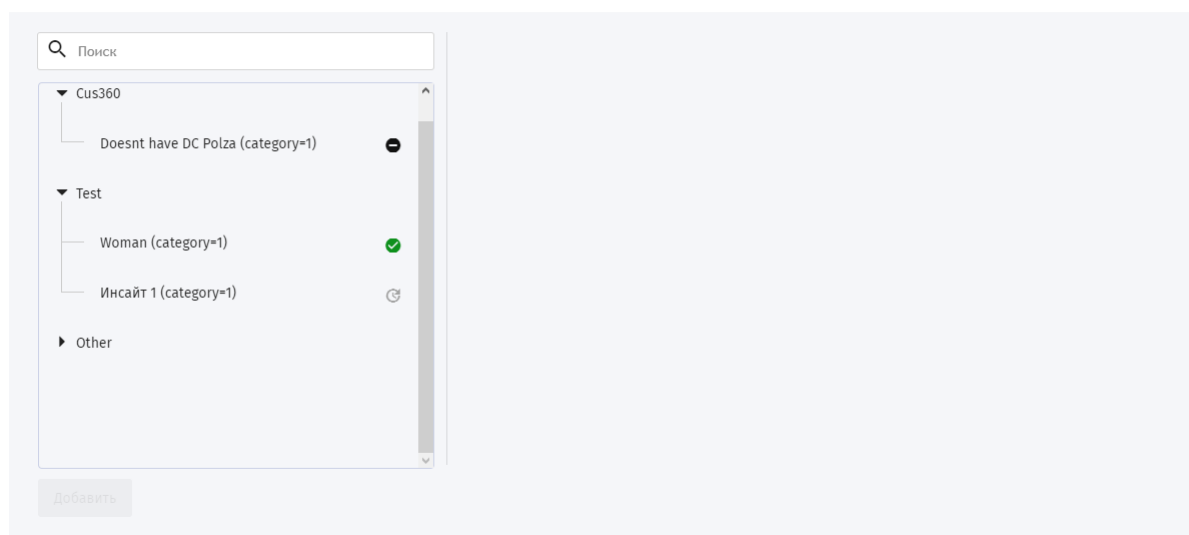 Поиск
Cus360
Doesnt have DC Polza (category=1)
Test
Woman (category=1)
Инсайт 1 (category=1)
Other
Добавить